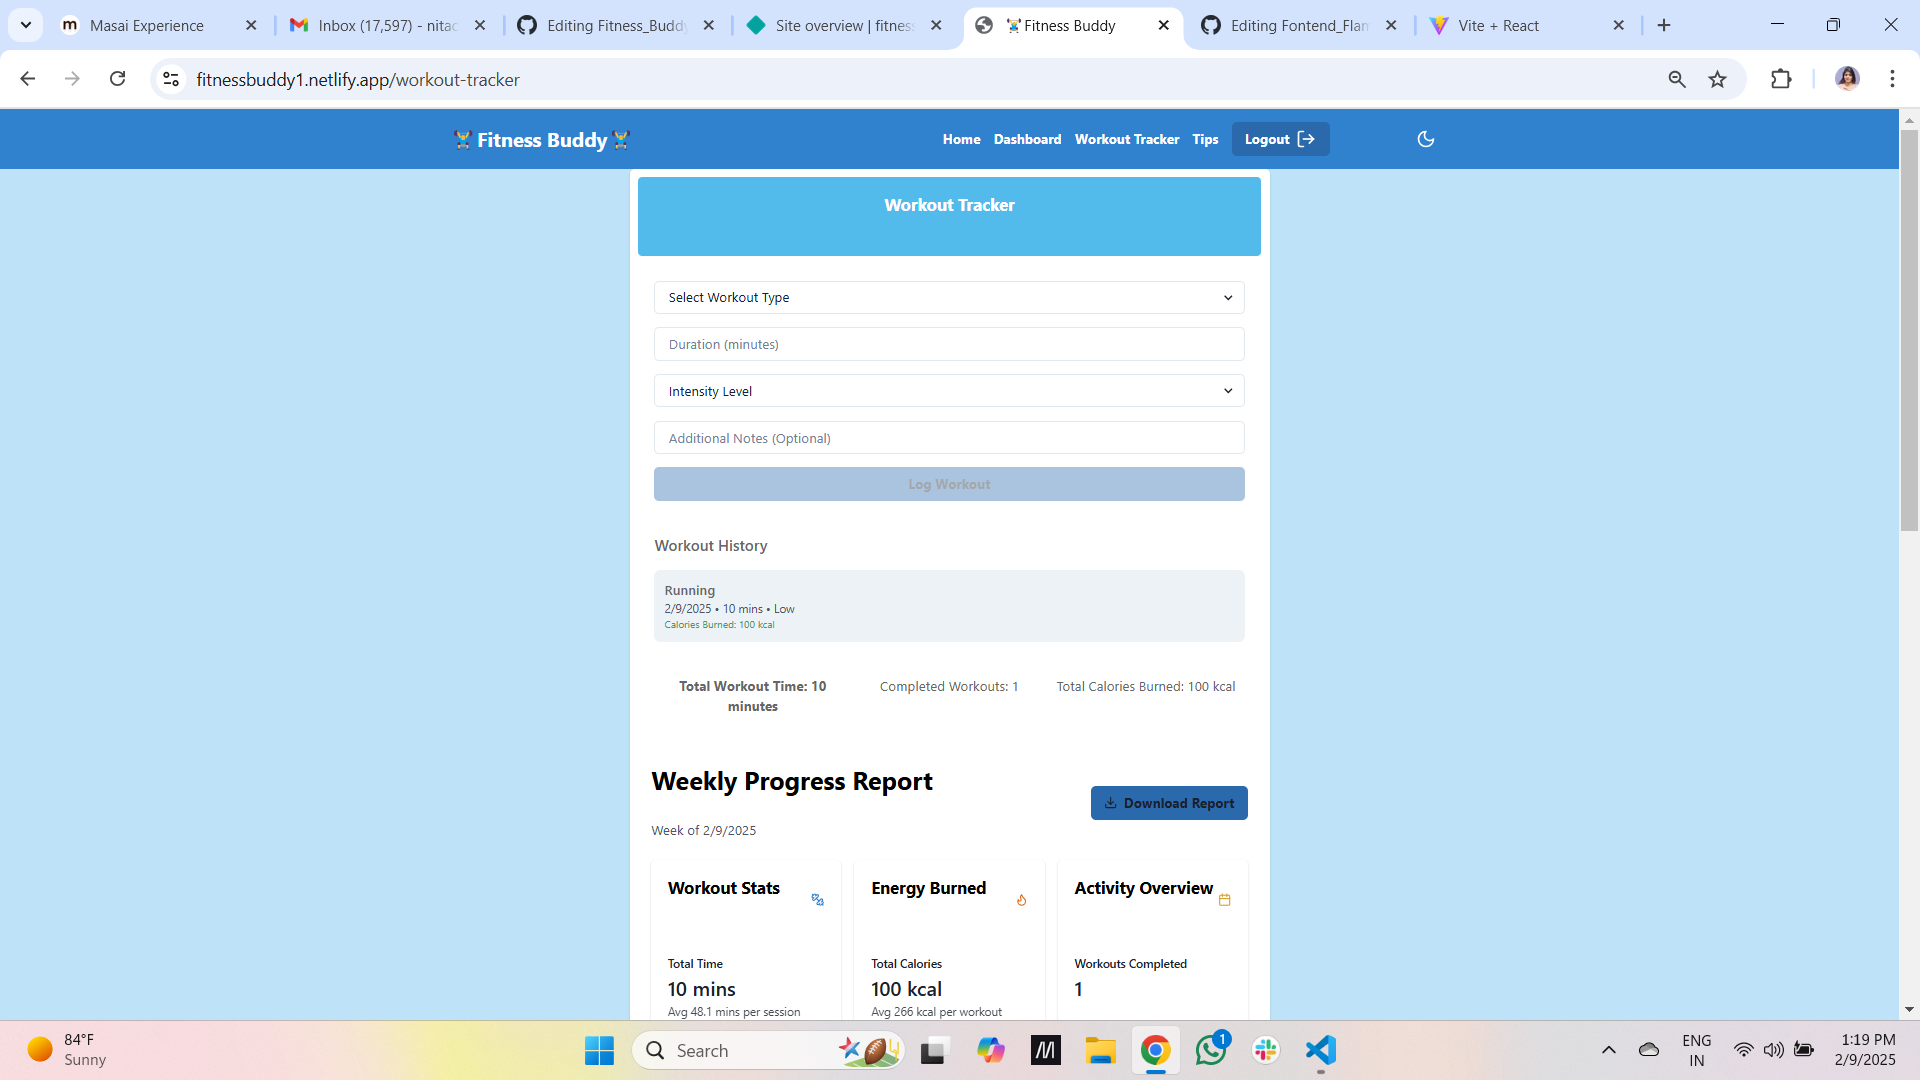 Masai Experience
Inbox (17,597) - nitac
Editing Fitness_Buddy
Site overview | fitness
Fitness Buddy
Editing Fontend_Flam
Vite + React
fitnessbuddy1.netlify.app/workout-tracker
Fitness Buddy
Home
Dashboard
Workout Tracker
Tips
Logout
Workout Tracker
Select Workout Type
Duration (minutes)
Intensity Level
Additional Notes (Optional)
Log Workout
Workout History
Running
2/9/2025 • 10 mins • Low
Calories Burned: 100 kcal
Total Workout Time: 10
minutes
Completed Workouts: 1
Total Calories Burned: 100 kcal
Weekly Progress Report
Download Report
Week of 2/9/2025
Workout Stats
Total Time
10 mins
Avg 48.1 mins per session
Energy Burned
Total Calories
100 kcal
Avg 266 kcal per workout
Activity Overview
Workouts Completed
1
84°F
Sunny
Search
1
ENG
IN
1:19 PM
2/9/2025